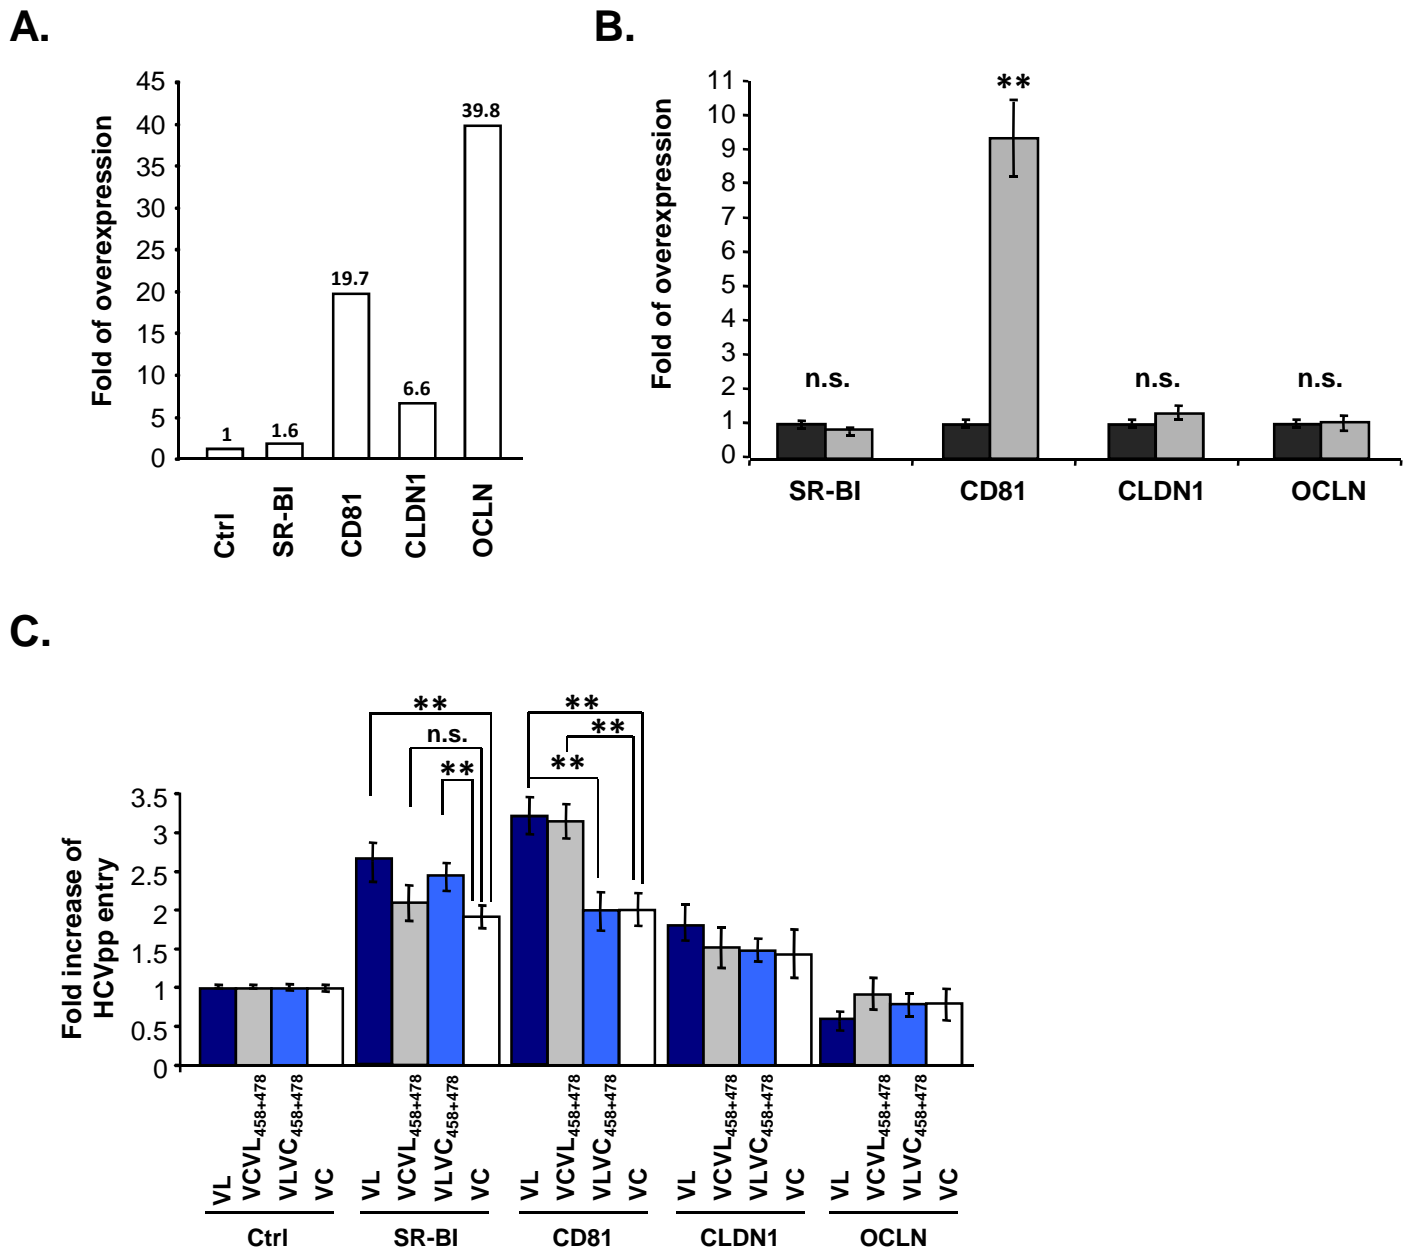 A.
Fold of overexpression
45
40
35
30
25
20
15
10
5
0
1
1.6
19.7
6.6
39.8
Ctrl
SR-BI
CD81
CLDN1
OCLN
B.
Fold of overexpression
11
10
9
8
7
6
5
4
3
2
1
0
n.s.
**
n.s.
n.s.
SR-BI
CD81
CLDN1
OCLN
C.
Fold increase of
HCVpp entry
3.5
3
2.5
2
1.5
1
0.5
0
**
n.s.
**
**
**
**
VL
VCVL458+478
VLVC458+478
VC
VL
VCVL458+478
VLVC458+478
VC
VL
VCVL458+478
VLVC458+478
VC
VL
VCVL458+478
VLVC458+478
VC
VL
VCVL458+478
VLVC458+478
VC
Ctrl
SR-BI
CD81
CLDN1
OCLN